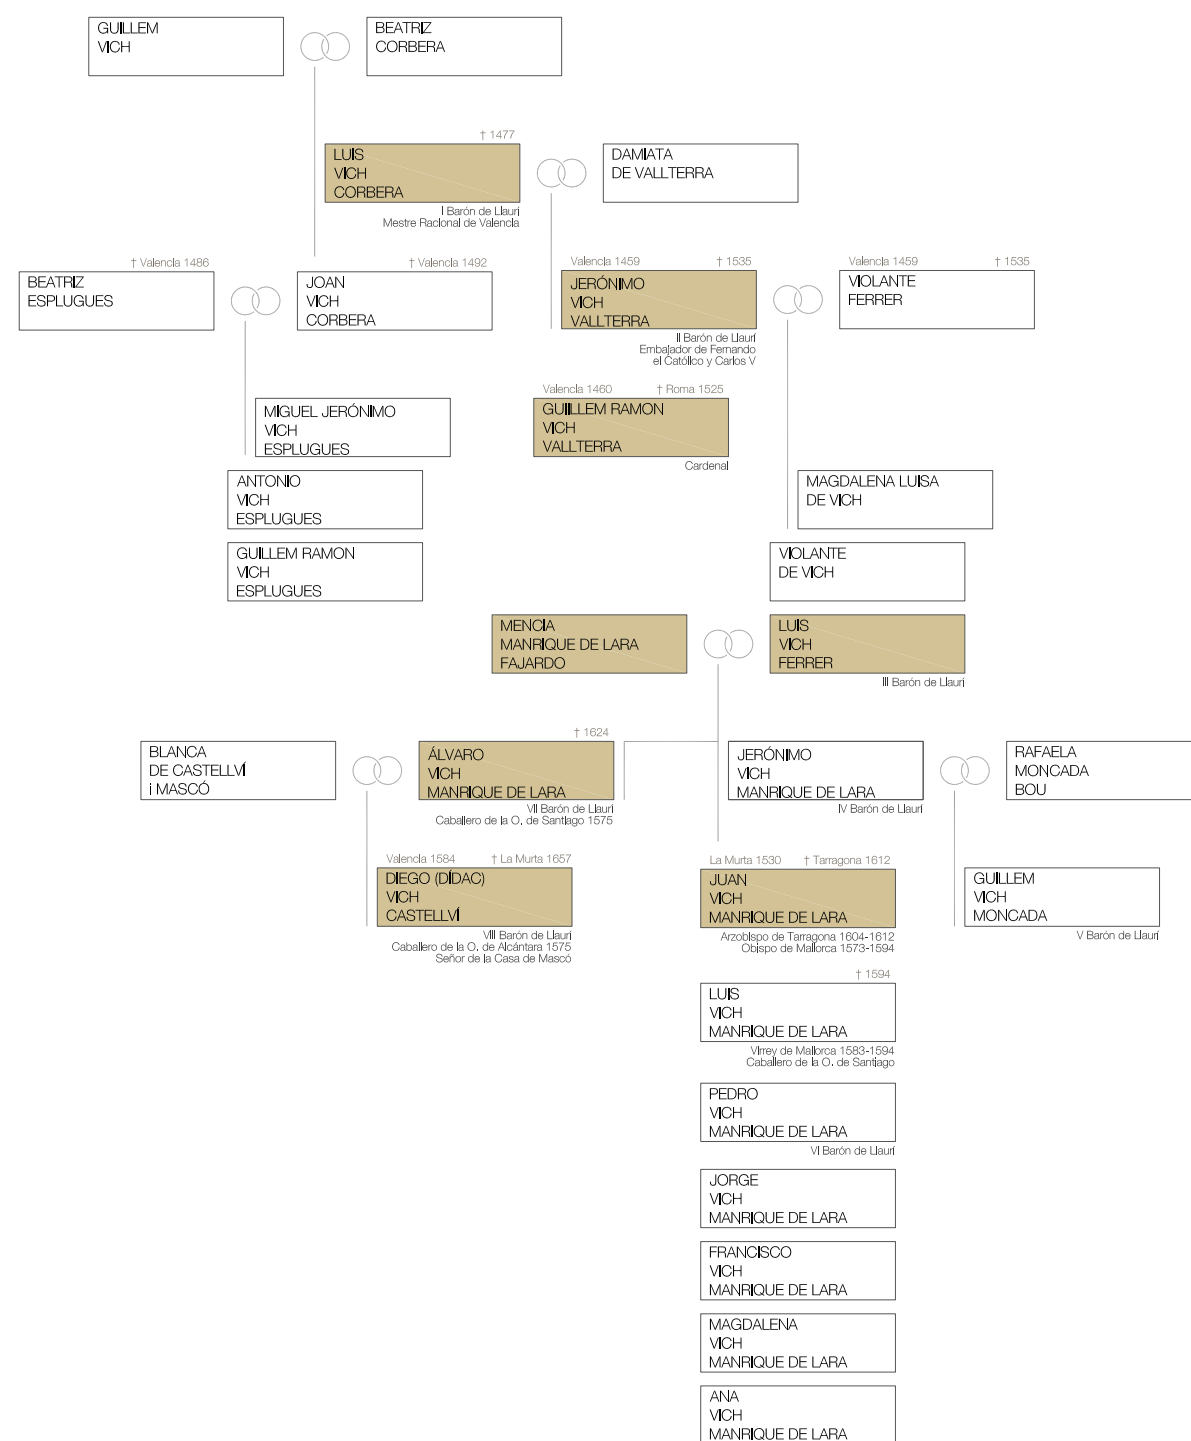 GUILLEM
VICH
BEATRIZ
CORBERA
† 1477
LUIS
VICH
CORBERA
I Barón de Llaurí
Mestre Racional de Valencia
DAMIATA
DE VALLTERRA
† Valencia 1486
BEATRIZ
ESPLUGUES
† Valencia 1492
JOAN
VICH
CORBERA
Valencia 1459 † 1535
JERÓNIMO
VICH
VALLTERRA
II Barón de Llaurí
Embajador de Fernando
el Católico y Carlos V
Valencia 1459 † 1535
VIOLANTE
FERRER
MIGUEL JERÓNIMO
VICH
ESPLUGUES
Valencia 1460 † Roma 1525
GUILLEM RAMON
VICH
VALLTERRA
Cardenal
ANTONIO
VICH
ESPLUGUES
MAGDALENA LUISA
DE VICH
GUILLEM RAMON
VICH
ESPLUGUES
VIOLANTE
DE VICH
MENCIA
MANRIQUE DE LARA
FAJARDO
LUIS
VICH
FERRER
III Barón de Llaurí
BLANCA
DE CASTELLVÍ
i MASCÓ
† 1624
ÁLVARO
VICH
MANRIQUE DE LARA
VII Barón de Llaurí
Caballero de la O. de Santiago 1575
JERÓNIMO
VICH
MANRIQUE DE LARA
IV Barón de Llaurí
RAFAELA
MONCADA
BOU
Valencia 1584 † La Murta 1657
DIEGO (DÍDAC)
VICH
CASTELLVÍ
VIII Barón de Llaurí
Caballero de la O. de Alcántara 1575
Señor de la Casa de Mascó
La Murta 1530 † Tarragona 1612
JUAN
VICH
MANRIQUE DE LARA
Arzobispo de Tarragona 1604-1612
Obispo de Mallorca 1573-1594
GUILLEM
VICH
MONCADA
V Barón de Llaurí
† 1594
LUIS
VICH
MANRIQUE DE LARA
Virrey de Mallorca 1583-1594
Caballero de la O. de Santiago
PEDRO
VICH
MANRIQUE DE LARA
VI Barón de Llaurí
JORGE
VICH
MANRIQUE DE LARA
FRANCISCO
VICH
MANRIQUE DE LARA
MAGDALENA
VICH
MANRIQUE DE LARA
ANA
VICH
MANRIQUE DE LARA